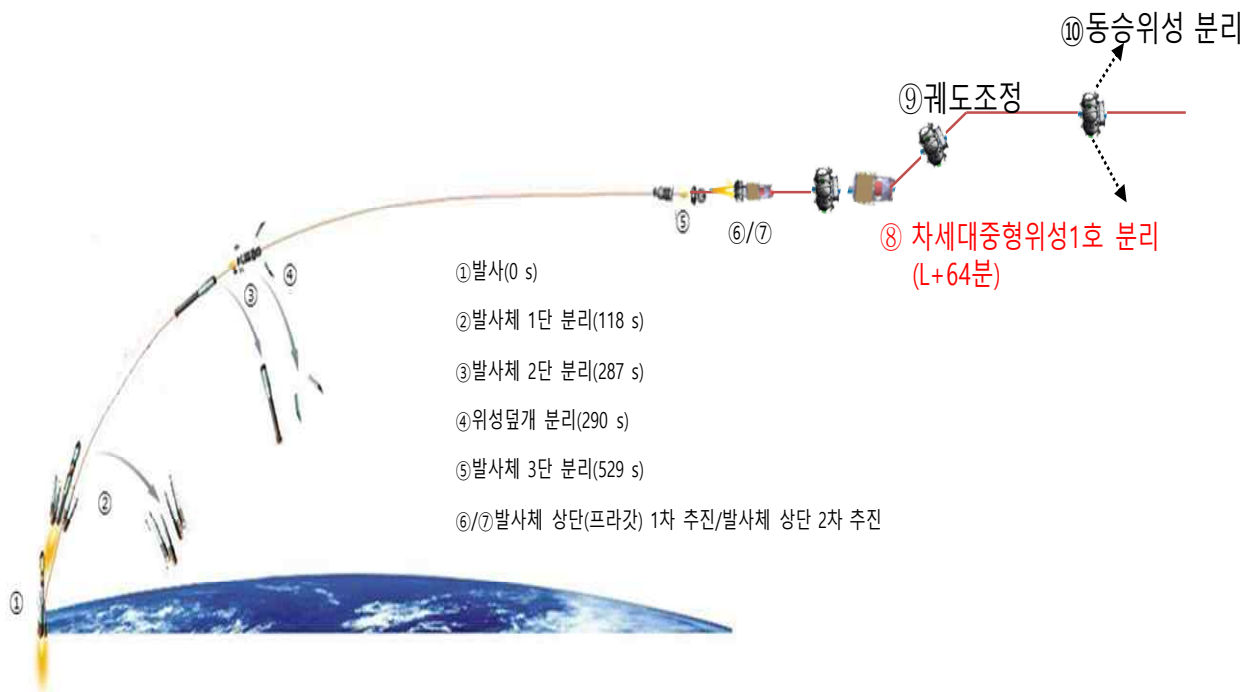 ⑩동승위성 분리
⑨궤도조정
⑤
⑥/⑦
⑧ 차세대중형위성1호 분리
(L+64분)
④
③
①발사(0 s)
②발사체 1단 분리(118 s)
③발사체 2단 분리(287 s)
④위성덮개 분리(290 s)
⑤발사체 3단 분리(529 s)
⑥/⑦발사체 상단(프라갓) 1차 추진/발사체 상단 2차 추진
②
①